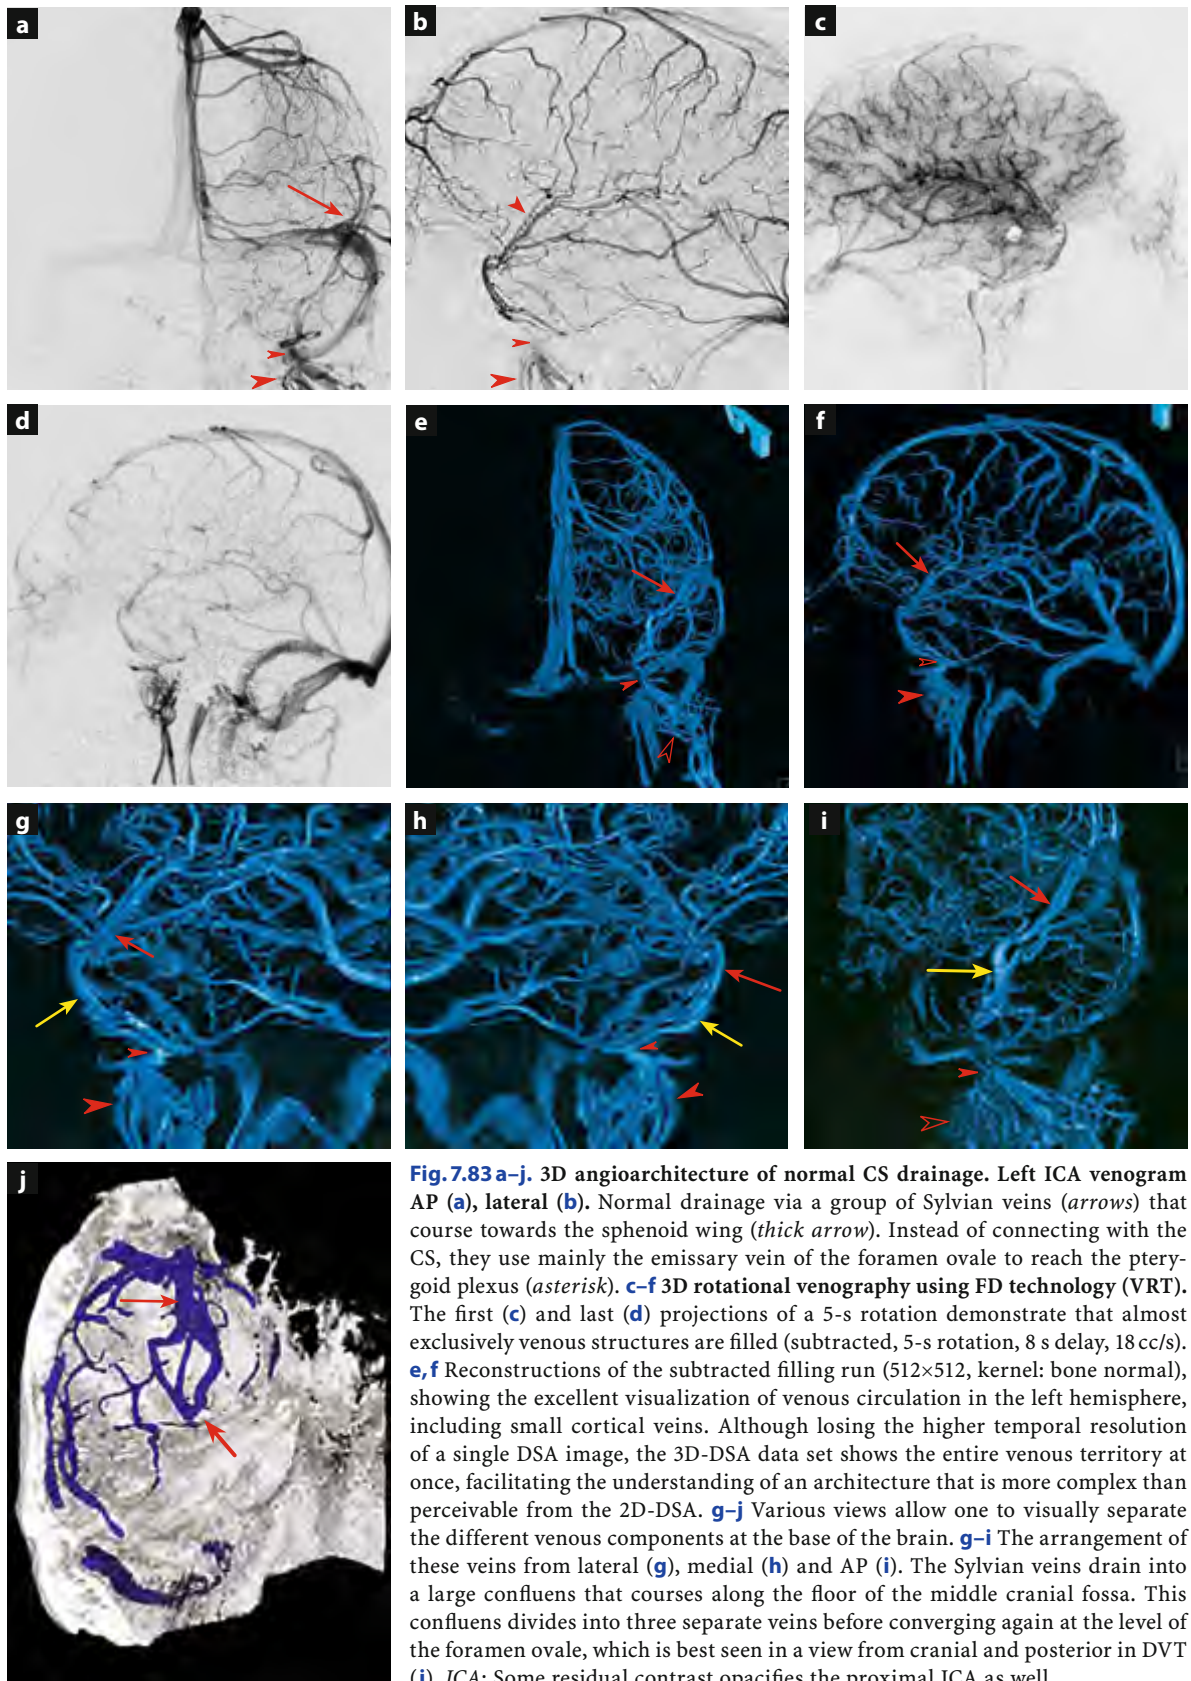 a
b
c
d
e
f
g
h
i
j
Fig. 7.83 a–j. 3D angioarchitecture of normal CS drainage. Left ICA venogram
AP (a), lateral (b). Normal drainage via a group of Sylvian veins (arrows) that
course towards the sphenoid wing (thick arrow). Instead of connecting with the
CS, they use mainly the emissary vein of the foramen ovale to reach the ptery-
goid plexus (asterisk). c–f 3D rotational venography using FD technology (VRT).
The first (c) and last (d) projections of a 5-s rotation demonstrate that almost
exclusively venous structures are filled (subtracted, 5-s rotation, 8 s delay, 18 cc/s).
e, f Reconstructions of the subtracted filling run (512×512, kernel: bone normal),
showing the excellent visualization of venous circulation in the left hemisphere,
including small cortical veins. Although losing the higher temporal resolution
of a single DSA image, the 3D-DSA data set shows the entire venous territory at
once, facilitating the understanding of an architecture that is more complex than
perceivable from the 2D-DSA. g–j Various views allow one to visually separate
the different venous components at the base of the brain. g–i The arrangement of
these veins from lateral (g), medial (h) and AP (i). The Sylvian veins drain into
a large confluens that courses along the floor of the middle cranial fossa. This
confluens divides into three separate veins before converging again at the level of
the foramen ovale, which is best seen in a view from cranial and posterior in DVT
(j). ICA: Some residual contrast opacifies the proximal ICA as well